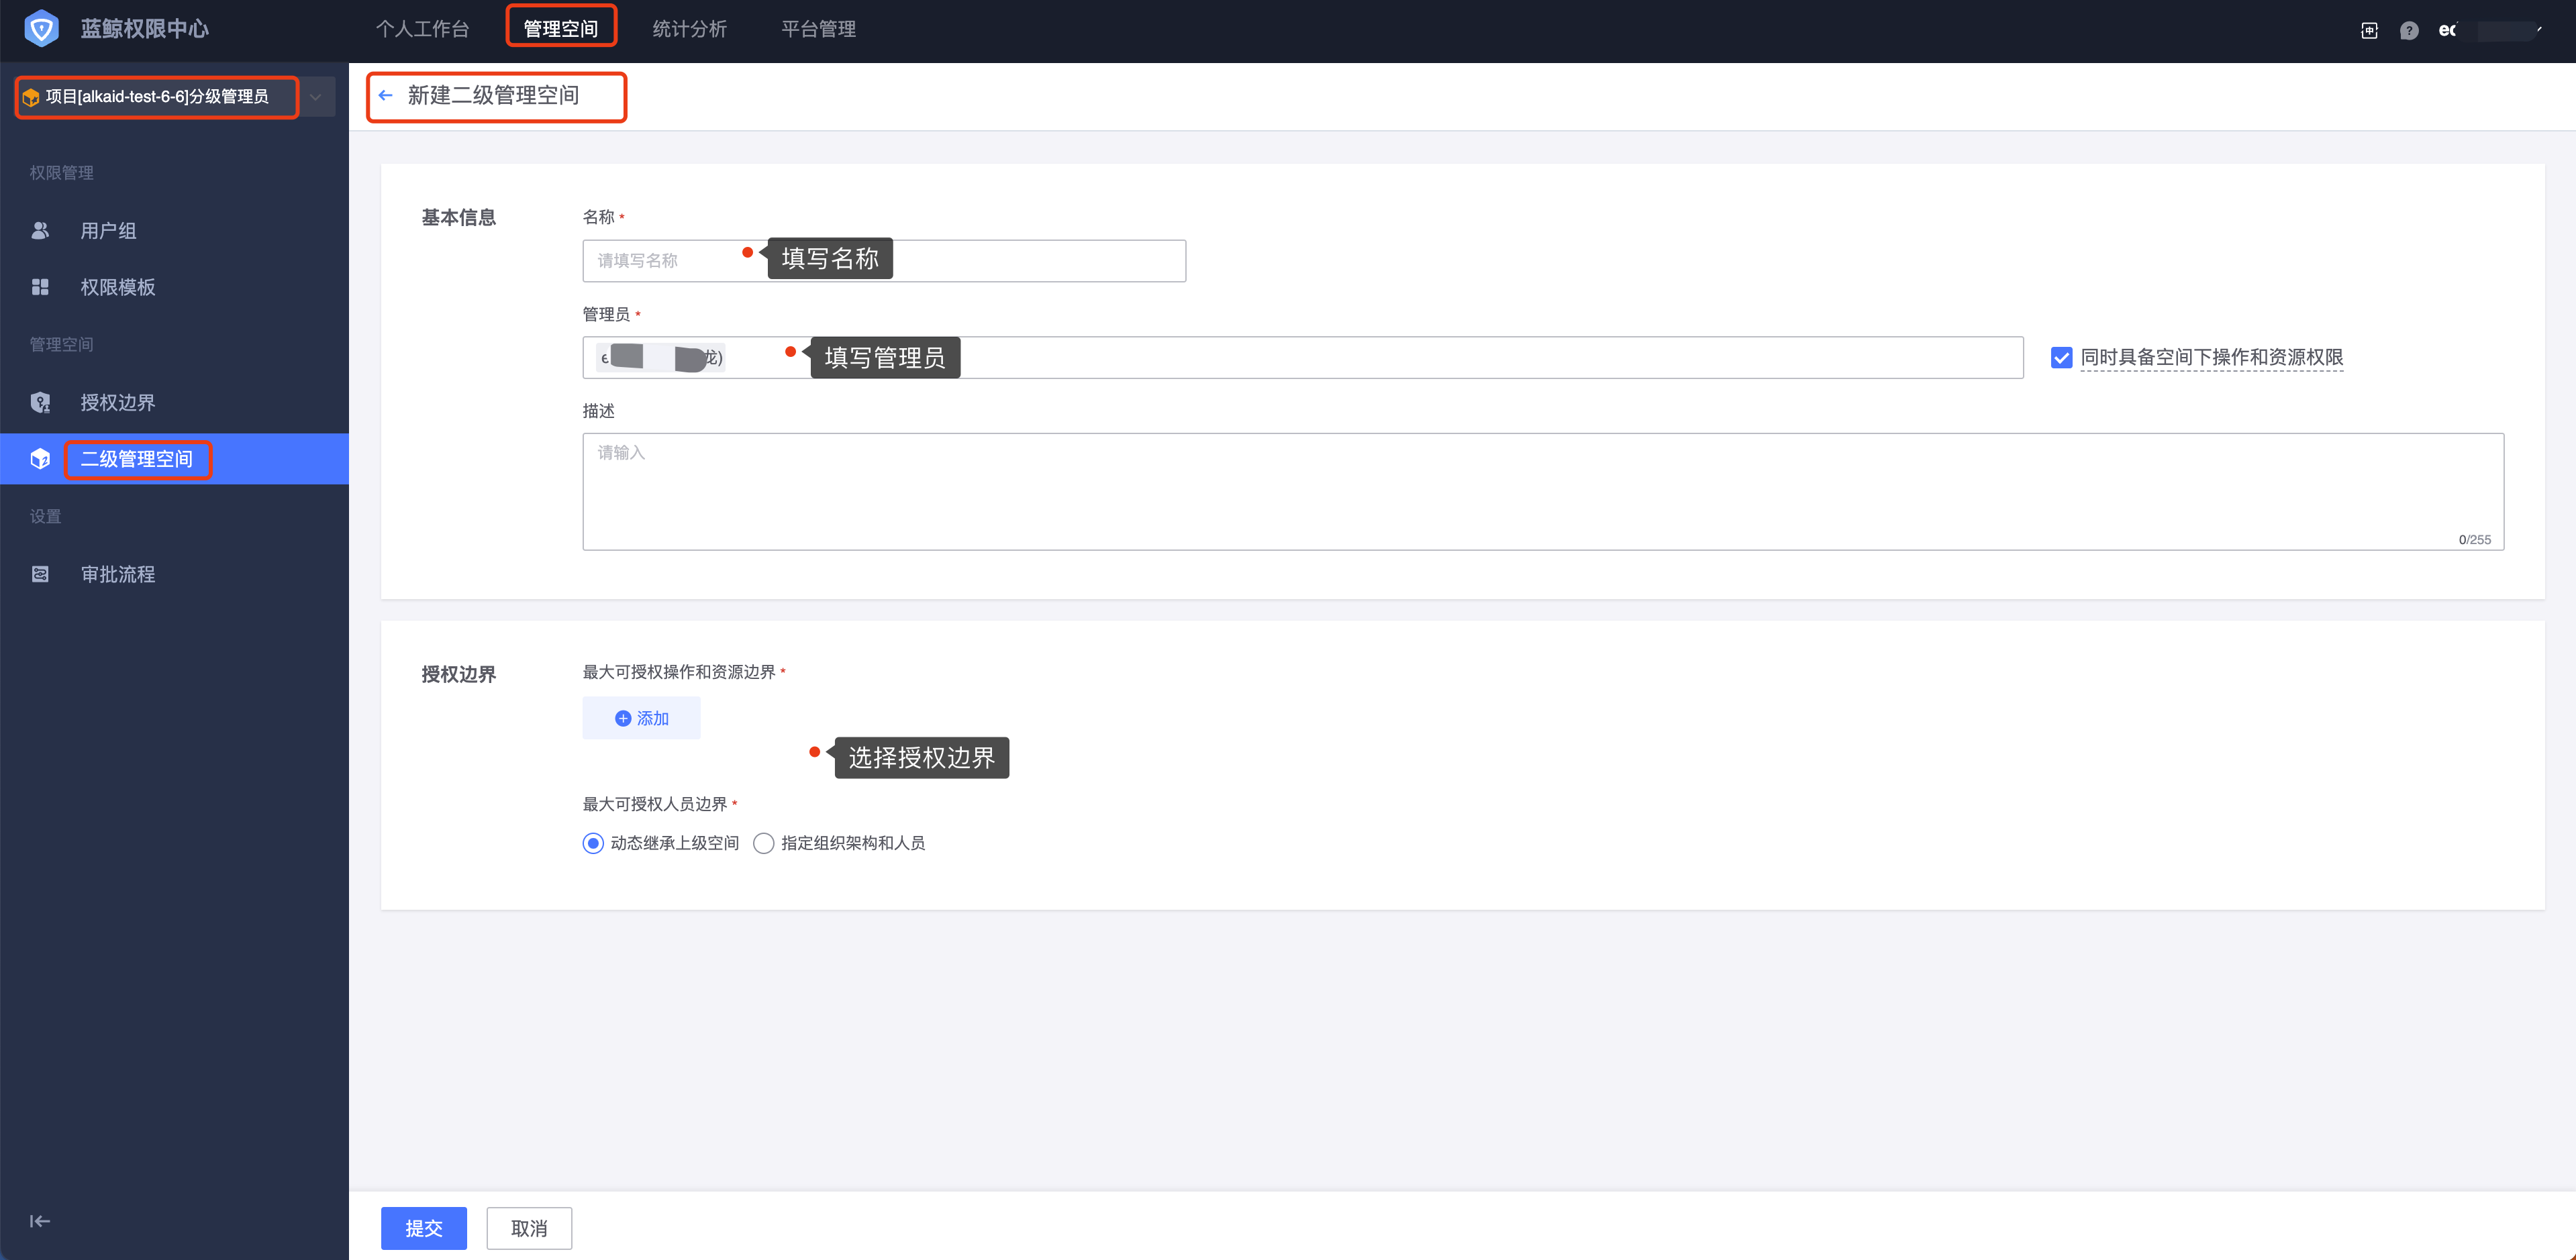 蓝鲸权限中心
个人工作台
管理空间
统计分析
平台管理
项目[alkaid-test-6-6]分级管理员
新建二级管理空间
权限管理
用户组
权限模板
管理空间
授权边界
二级管理空间
设置
审批流程
基本信息
名称 *
请填写名称
填写名称
管理员 *
龙)
填写管理员
同时具备空间下操作和资源权限
描述
请输入
0/255
授权边界
最大可授权操作和资源边界 *
添加
选择授权边界
最大可授权人员边界 *
动态继承上级空间
指定组织架构和人员
提交
取消